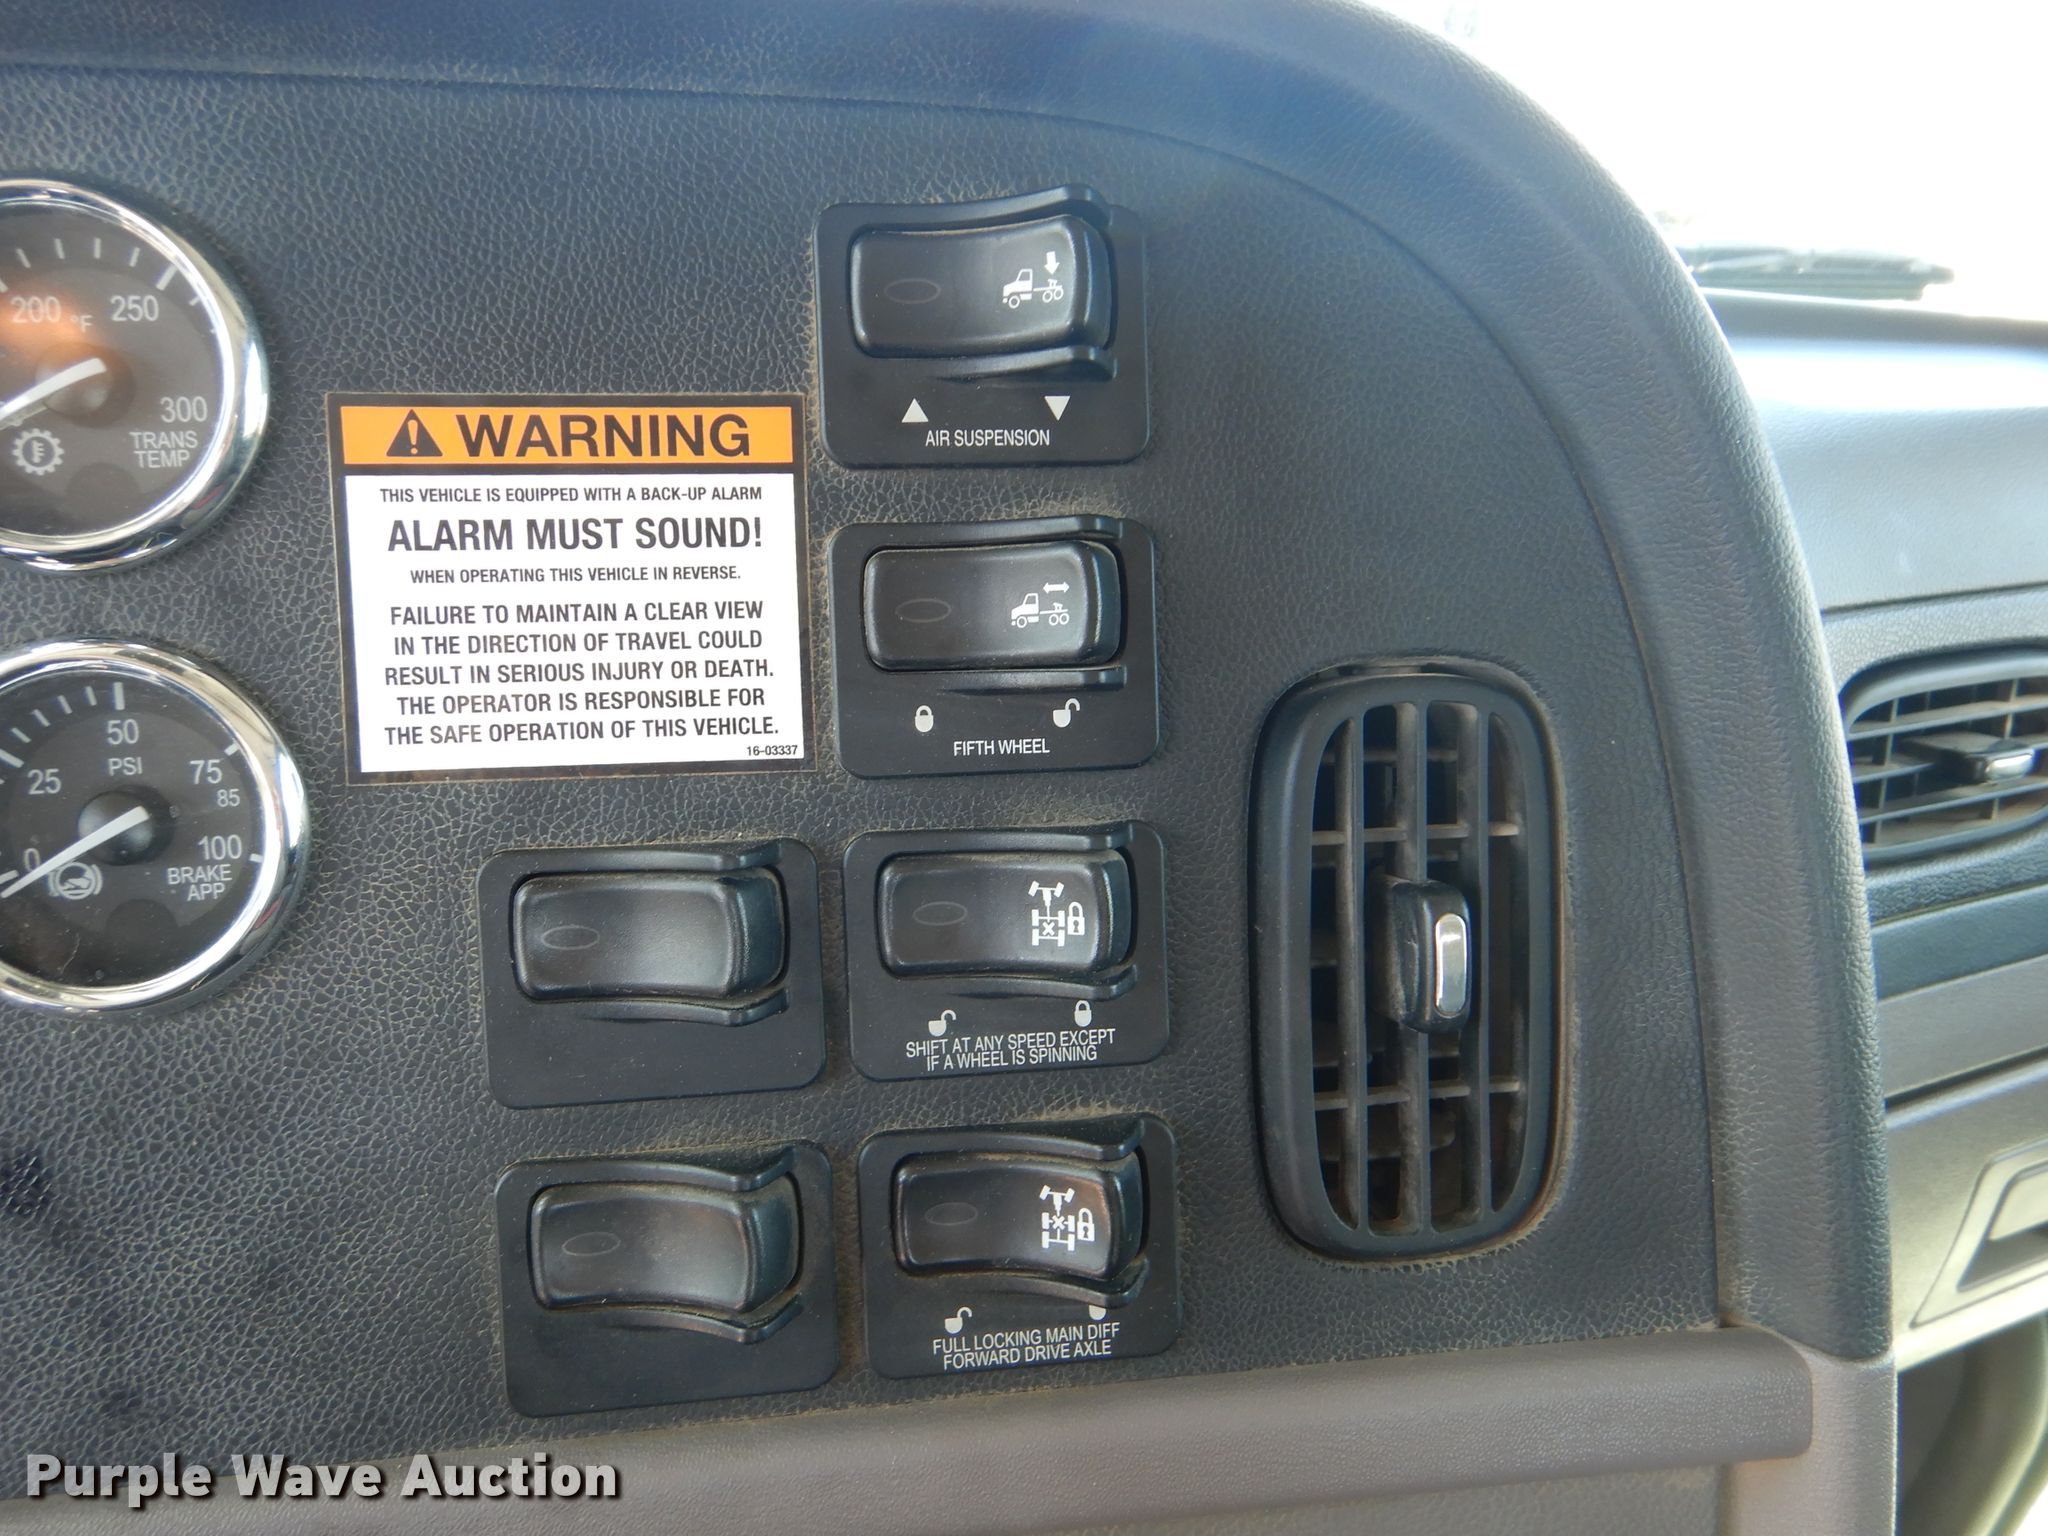 200
°F
250
300
TRANS
TEMP
WARNING
THIS VEHICLE IS EQUIPPED WITH A BACK-UP ALARM
ALARM MUST SOUND!
WHEN OPERATING THIS VEHICLE IN REVERSE.
FAILURE TO MAINTAIN A CLEAR VIEW
IN THE DIRECTION OF TRAVEL COULD
RESULT IN SERIOUS INJURY OR DEATH.
THE OPERATOR IS RESPONSIBLE FOR
THE SAFE OPERATION OF THIS VEHICLE.
16-03337
AIR SUSPENSION
FIFTH WHEEL
0
25
50
PSI
75
85
100
BRAKE
APP
SHIFT AT ANY SPEED EXCEPT
IF A WHEEL IS SPINNING
FULL LOCKING MAIN DIFF
FORWARD DRIVE AXLE
Purple Wave Auction